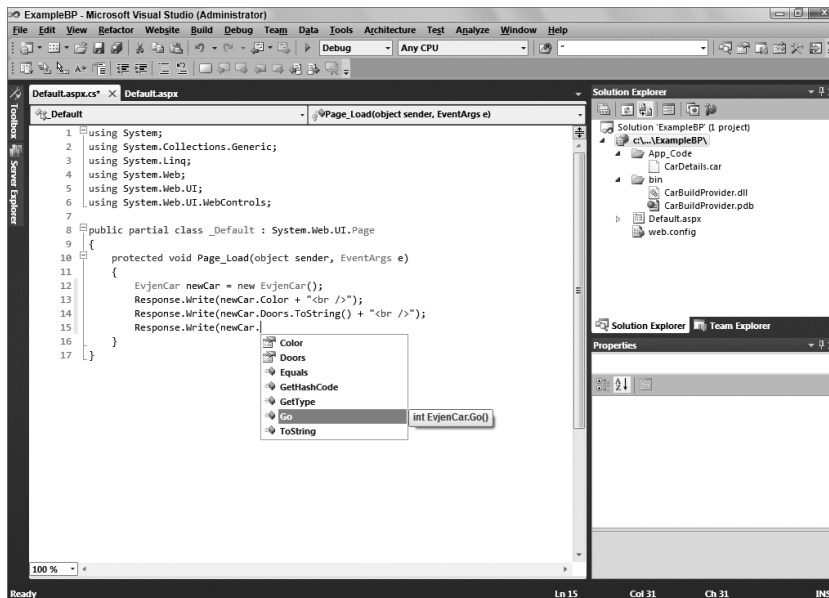 ExampleBP - Microsoft Visual Studio (Administrator)
File Edit View Refactor Website Build Debug Team Data Tools Architecture Test Analyze Window Help
Debug Any CPU
Default.aspx.cs* Default.aspx
_Default Page_Load(object sender, EventArgs e)
Toolbox
Server Explorer
1 using System;
2 using System.Collections.Generic;
3 using System.Linq;
4 using System.Web;
5 using System.Web.UI;
6 using System.Web.UI.WebControls;
7
8 public partial class _Default : System.Web.UI.Page
9 {
10 protected void Page_Load(object sender, EventArgs e)
11 {
12 EvjenCar newCar = new EvjenCar();
13 Response.Write(newCar.Color + "<br />");
14 Response.Write(newCar.Doors.ToString() + "<br />");
15 Response.Write(newCar.
16 }
17 }
Color
Doors
Equals
GetHashCode
GetType
Go
int EvjenCar.Go()
ToString
100 %
Solution Explorer
Solution 'ExampleBP' (1 project)
c:\...\ExampleBP\
App_Code
CarDetails.car
bin
CarBuildProvider.dll
CarBuildProvider.pdb
Default.aspx
web.config
Solution Explorer Team Explorer
Properties
Ready Ln 15 Col 31 Ch 31 INS